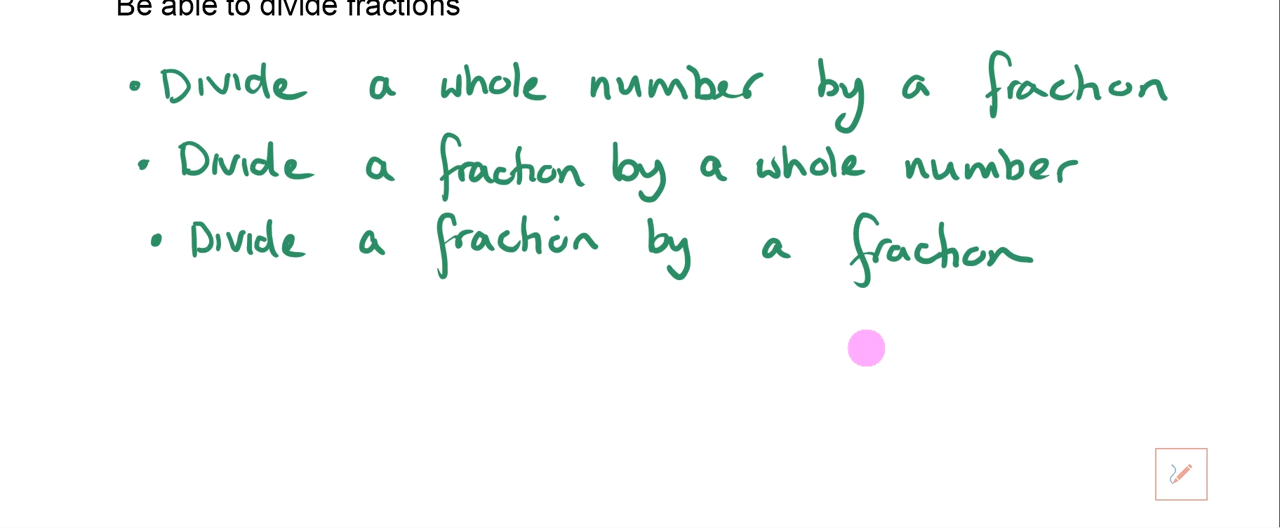 Be able to divide fractions
• Divide a whole number by a fraction
• Divide a fraction by a whole number
• Divide a fraction by a fraction